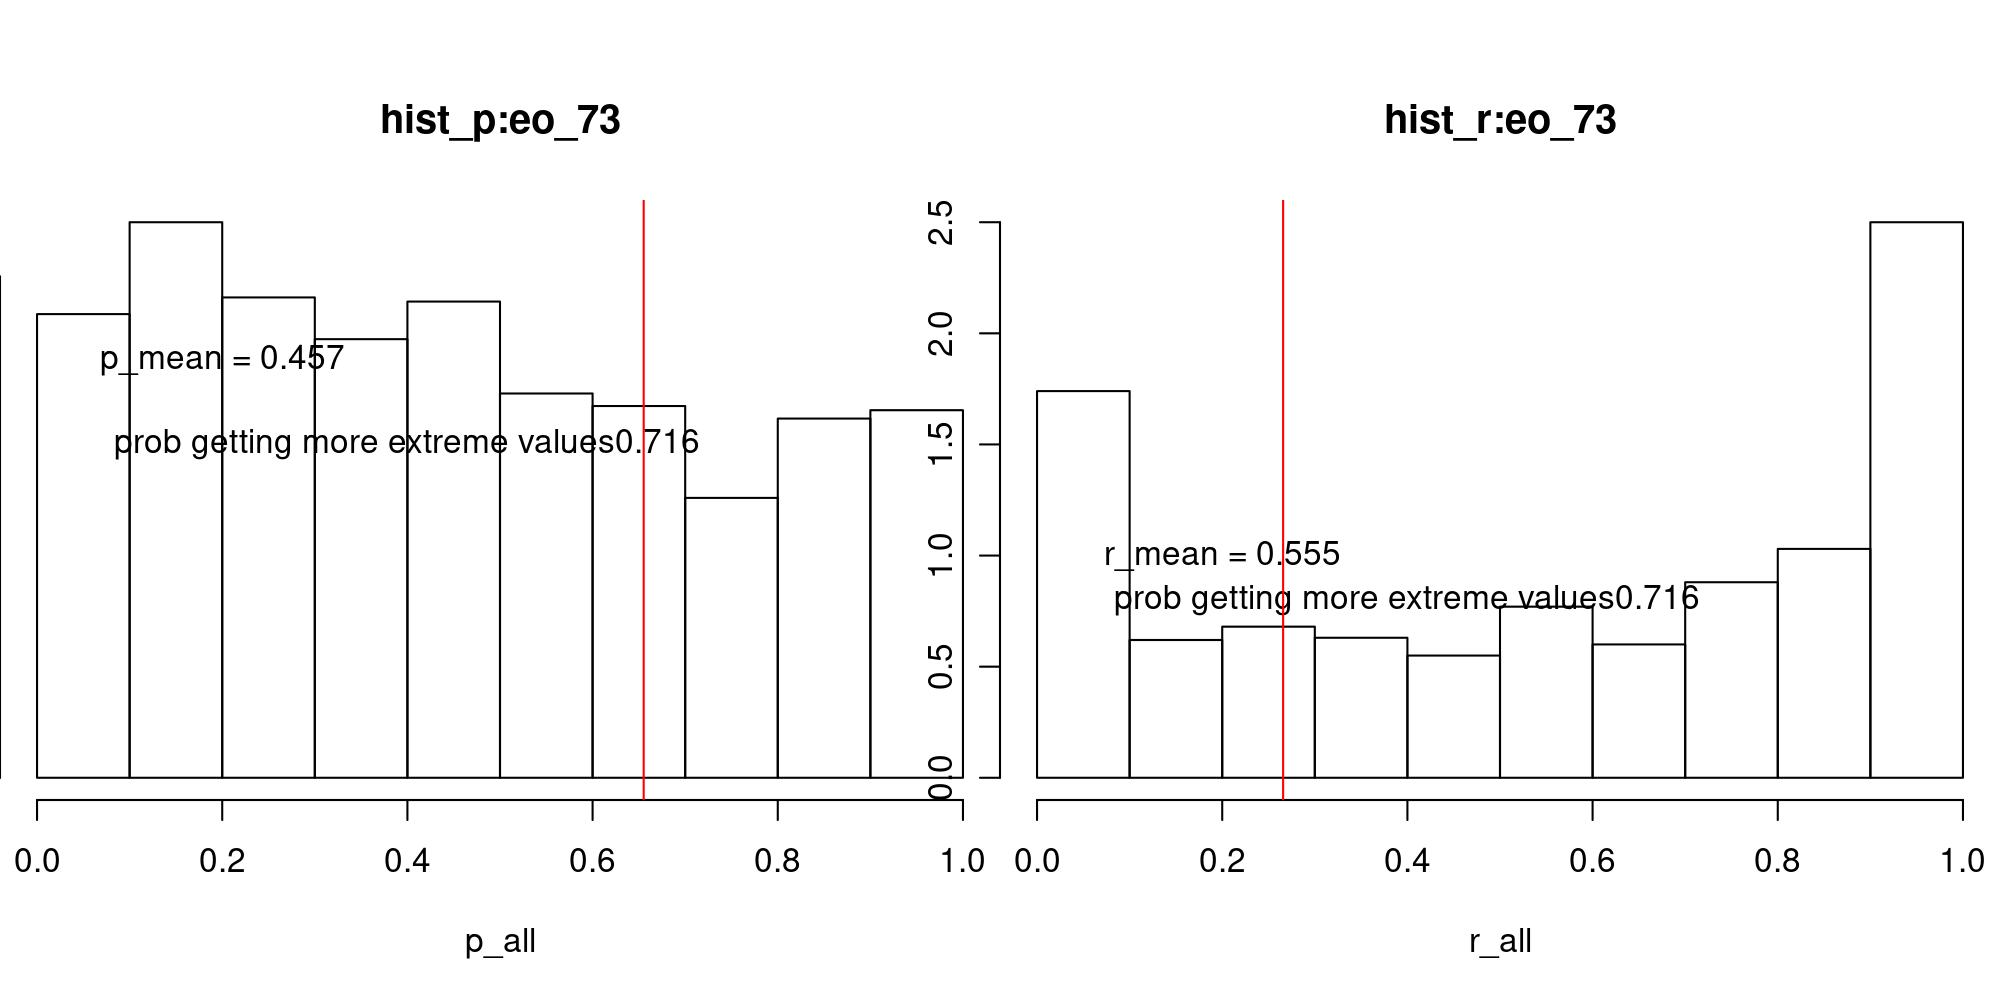 hist_p:eo_73
p_mean = 0.457
prob getting more extreme values0.716
0.0 0.2 0.4 0.6 0.8 1.0
p_all
hist_r:eo_73
2.5
2.0
1.5
1.0
0.5
0.0
r_mean = 0.555
prob getting more extreme values0.716
0.0 0.2 0.4 0.6 0.8 1.0
r_all